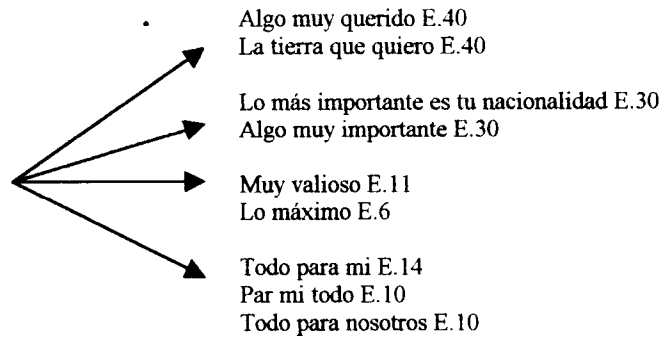 Algo muy querido E.40
La tierra que quiero E.40
Lo más importante es tu nacionalidad E.30
Algo muy importante E.30
Muy valioso E.11
Lo máximo E.6
Todo para mi E.14
Par mi todo E.10
Todo para nosotros E.10